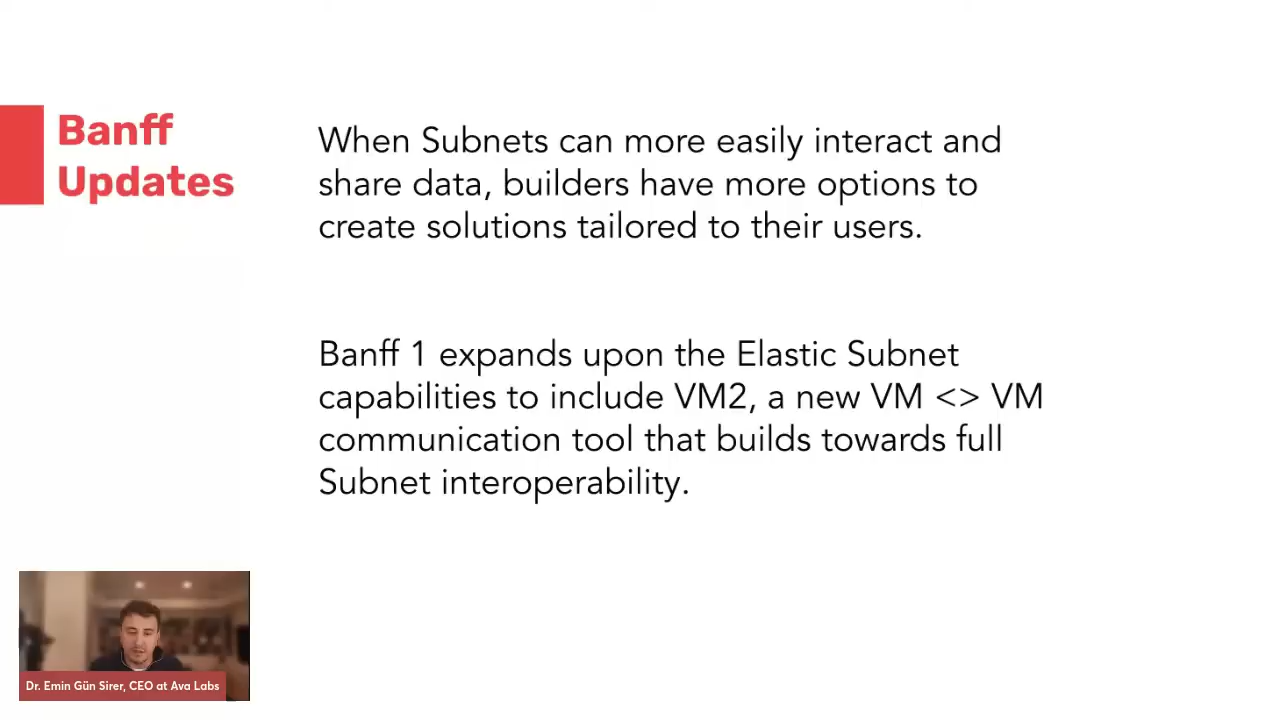 Banff
Updates
When Subnets can more easily interact and
share data, builders have more options to
create solutions tailored to their users.
Banff 1 expands upon the Elastic Subnet
capabilities to include VM2, a new VM <> VM
communication tool that builds towards full
Subnet interoperability.
Dr. Emin Gün Sirer, CEO at Ava Labs